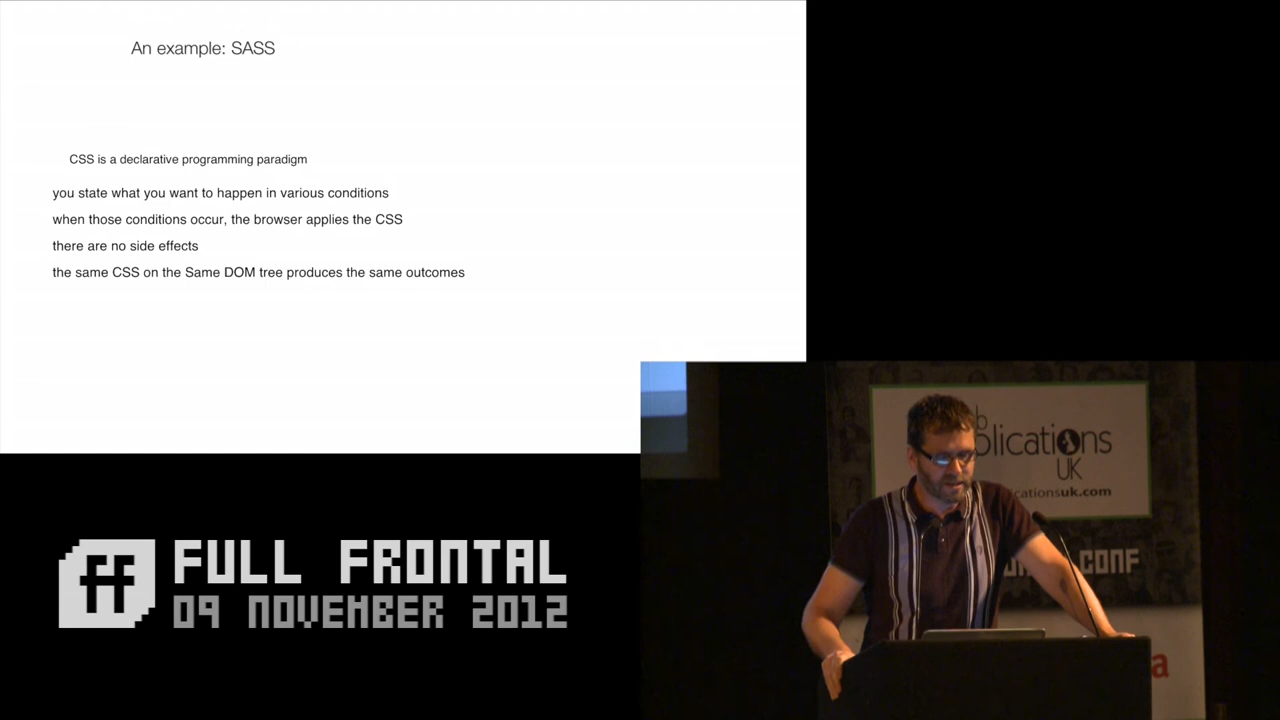 An example: SASS
CSS is a declarative programming paradigm
you state what you want to happen in various conditions
when those conditions occur, the browser applies the CSS
there are no side effects
the same CSS on the Same DOM tree produces the same outcomes
ff FULL FRONTAL
09 NOVEMBER 2012
UK
CONF